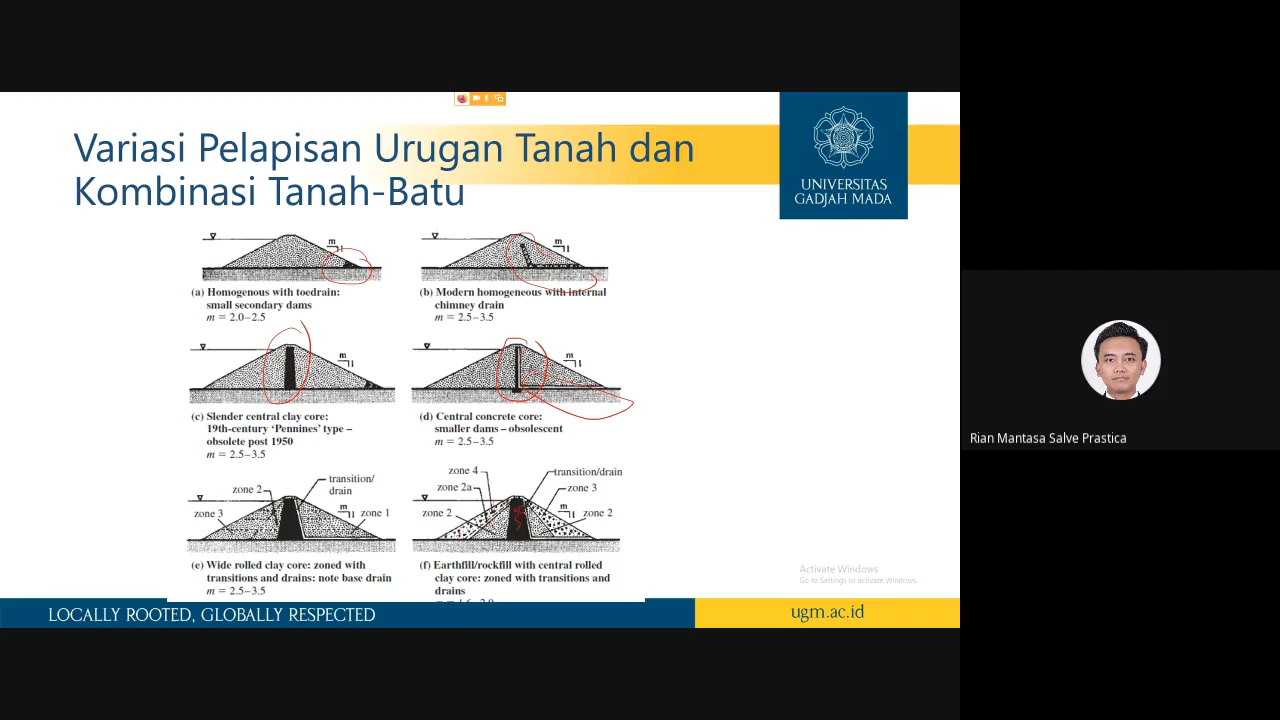 Variasi Pelapisan Urugan Tanah dan
Kombinasi Tanah-Batu
UNIVERSITAS
GADJAH MADA
m
1
(a) Homogenous with toedrain:
small secondary dams
m = 2.0–2.5
m
1
(b) Modern homogeneous with internal
chimney drain
m = 2.5–3.5
m
1
(c) Slender central clay core:
19th-century ‘Pennines’ type –
obsolete post 1950
m = 2.5–3.5
m
1
(d) Central concrete core:
smaller dams – obsolescent
m = 2.5–3.5
transition/
drain
zone 2
zone 3
m
1
zone 1
(e) Wide rolled clay core: zoned with
transitions and drains: note base drain
m = 2.5–3.5
zone 4
transition/drain
zone 2a
zone 3
zone 2
m
1
zone 2
(f) Earthfill/rockfill with central rolled
clay core: zoned with transitions and
drains
Rian Mantasa Salve Prastica
Activate Windows
Go to Settings to activate Windows.
LOCALLY ROOTED, GLOBALLY RESPECTED
ugm.ac.id